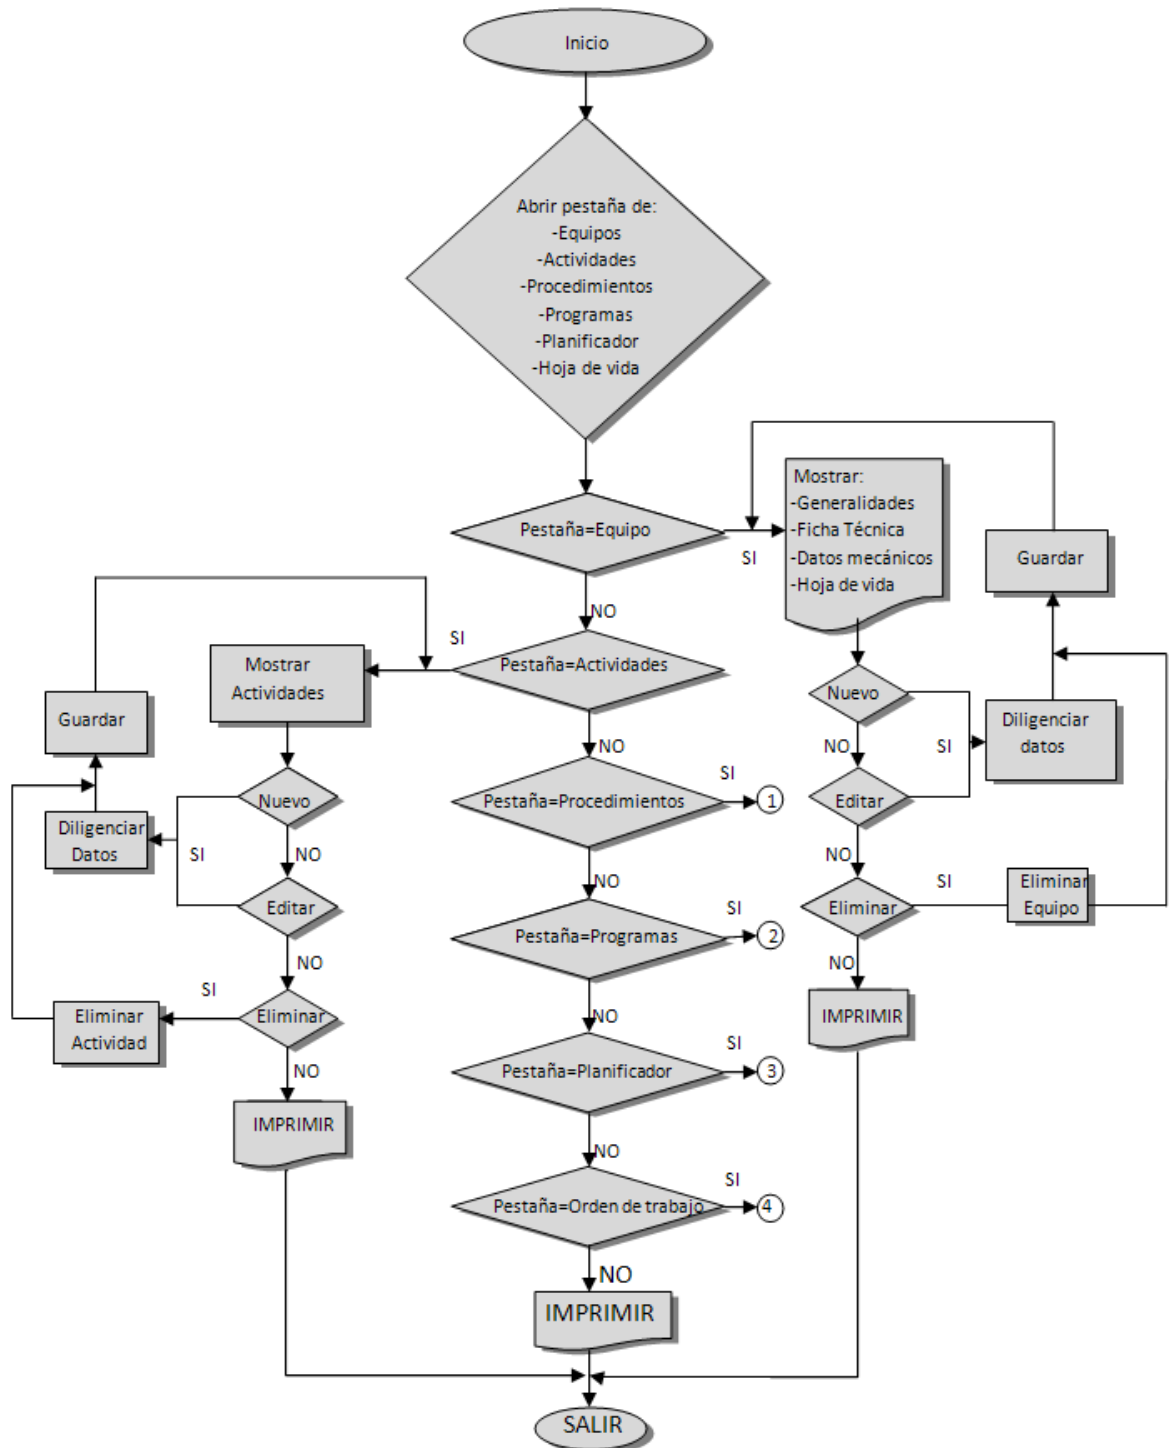 Inicio
Abrir pestaña de:
-Equipos
-Actividades
-Procedimientos
-Programas
-Planificador
-Hoja de vida
Pestaña=Equipo
SI
Mostrar:
-Generalidades
-Ficha Técnica
-Datos mecánicos
-Hoja de vida
Guardar
NO
SI
Pestaña=Actividades
Mostrar
Actividades
Guardar
Nuevo
Diligenciar
datos
NO
SI
NO
SI
Nuevo
Pestaña=Procedimientos
1
Editar
Diligenciar
Datos
SI
NO
NO
NO
Editar
Eliminar
SI
Eliminar
Equipo
Pestaña=Programas
SI
2
NO
NO
SI
Eliminar
Eliminar
Actividad
NO
IMPRIMIR
Pestaña=Planificador
SI
3
NO
IMPRIMIR
NO
Pestaña=Orden de trabajo
SI
4
NO
IMPRIMIR
SALIR